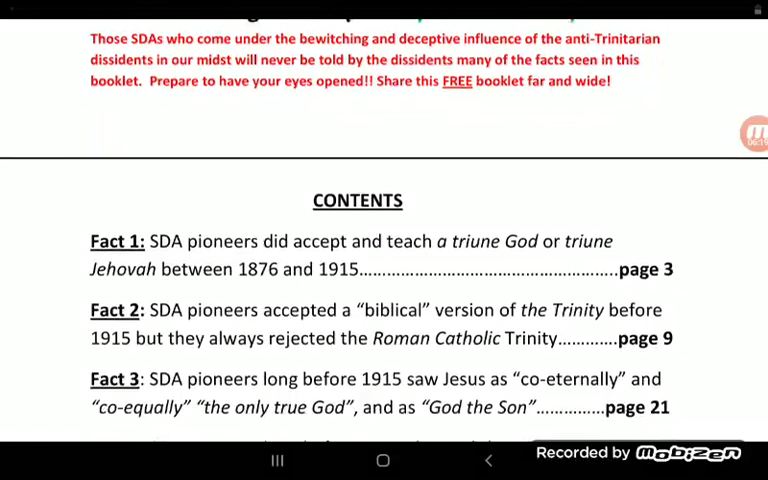 Those SDAs who come under the bewitching and deceptive influence of the anti-Trinitarian
dissidents in our midst will never be told by the dissidents many of the facts seen in this
booklet. Prepare to have your eyes opened!! Share this FREE booklet far and wide!
06:19
CONTENTS
Fact 1: SDA pioneers did accept and teach a triune God or triune
Jehovah between 1876 and 1915......................................................page 3
Fact 2: SDA pioneers accepted a “biblical” version of the Trinity before
1915 but they always rejected the Roman Catholic Trinity.............page 9
Fact 3: SDA pioneers long before 1915 saw Jesus as “co-eternally” and
“co-equally” “the only true God”, and as “God the Son”...............page 21
Recorded by mobizen